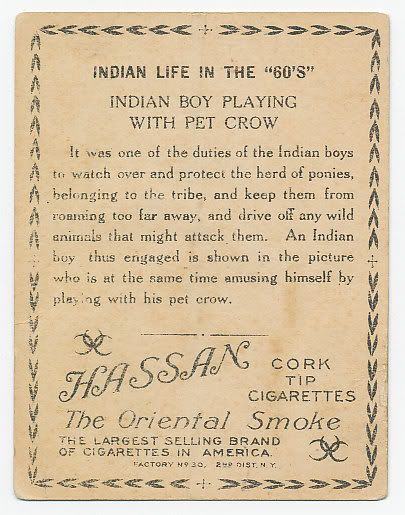 INDIAN LIFE IN THE "60'S"
INDIAN BOY PLAYING
WITH PET CROW
It was one of the duties of the Indian boys
to watch over and protect the herd of ponies,
belonging to the tribe, and keep them from
roaming too far away, and drive off any wild
animals that might attack them. An Indian
boy thus engaged is shown in the picture
who is at the same time amusing himself by
playing with his pet crow.
HASSAN
CORK
TIP
CIGARETTES
The Oriental Smoke
THE LARGEST SELLING BRAND
OF CIGARETTES IN AMERICA.
FACTORY Nº 30, 2ND DIST. N.Y.